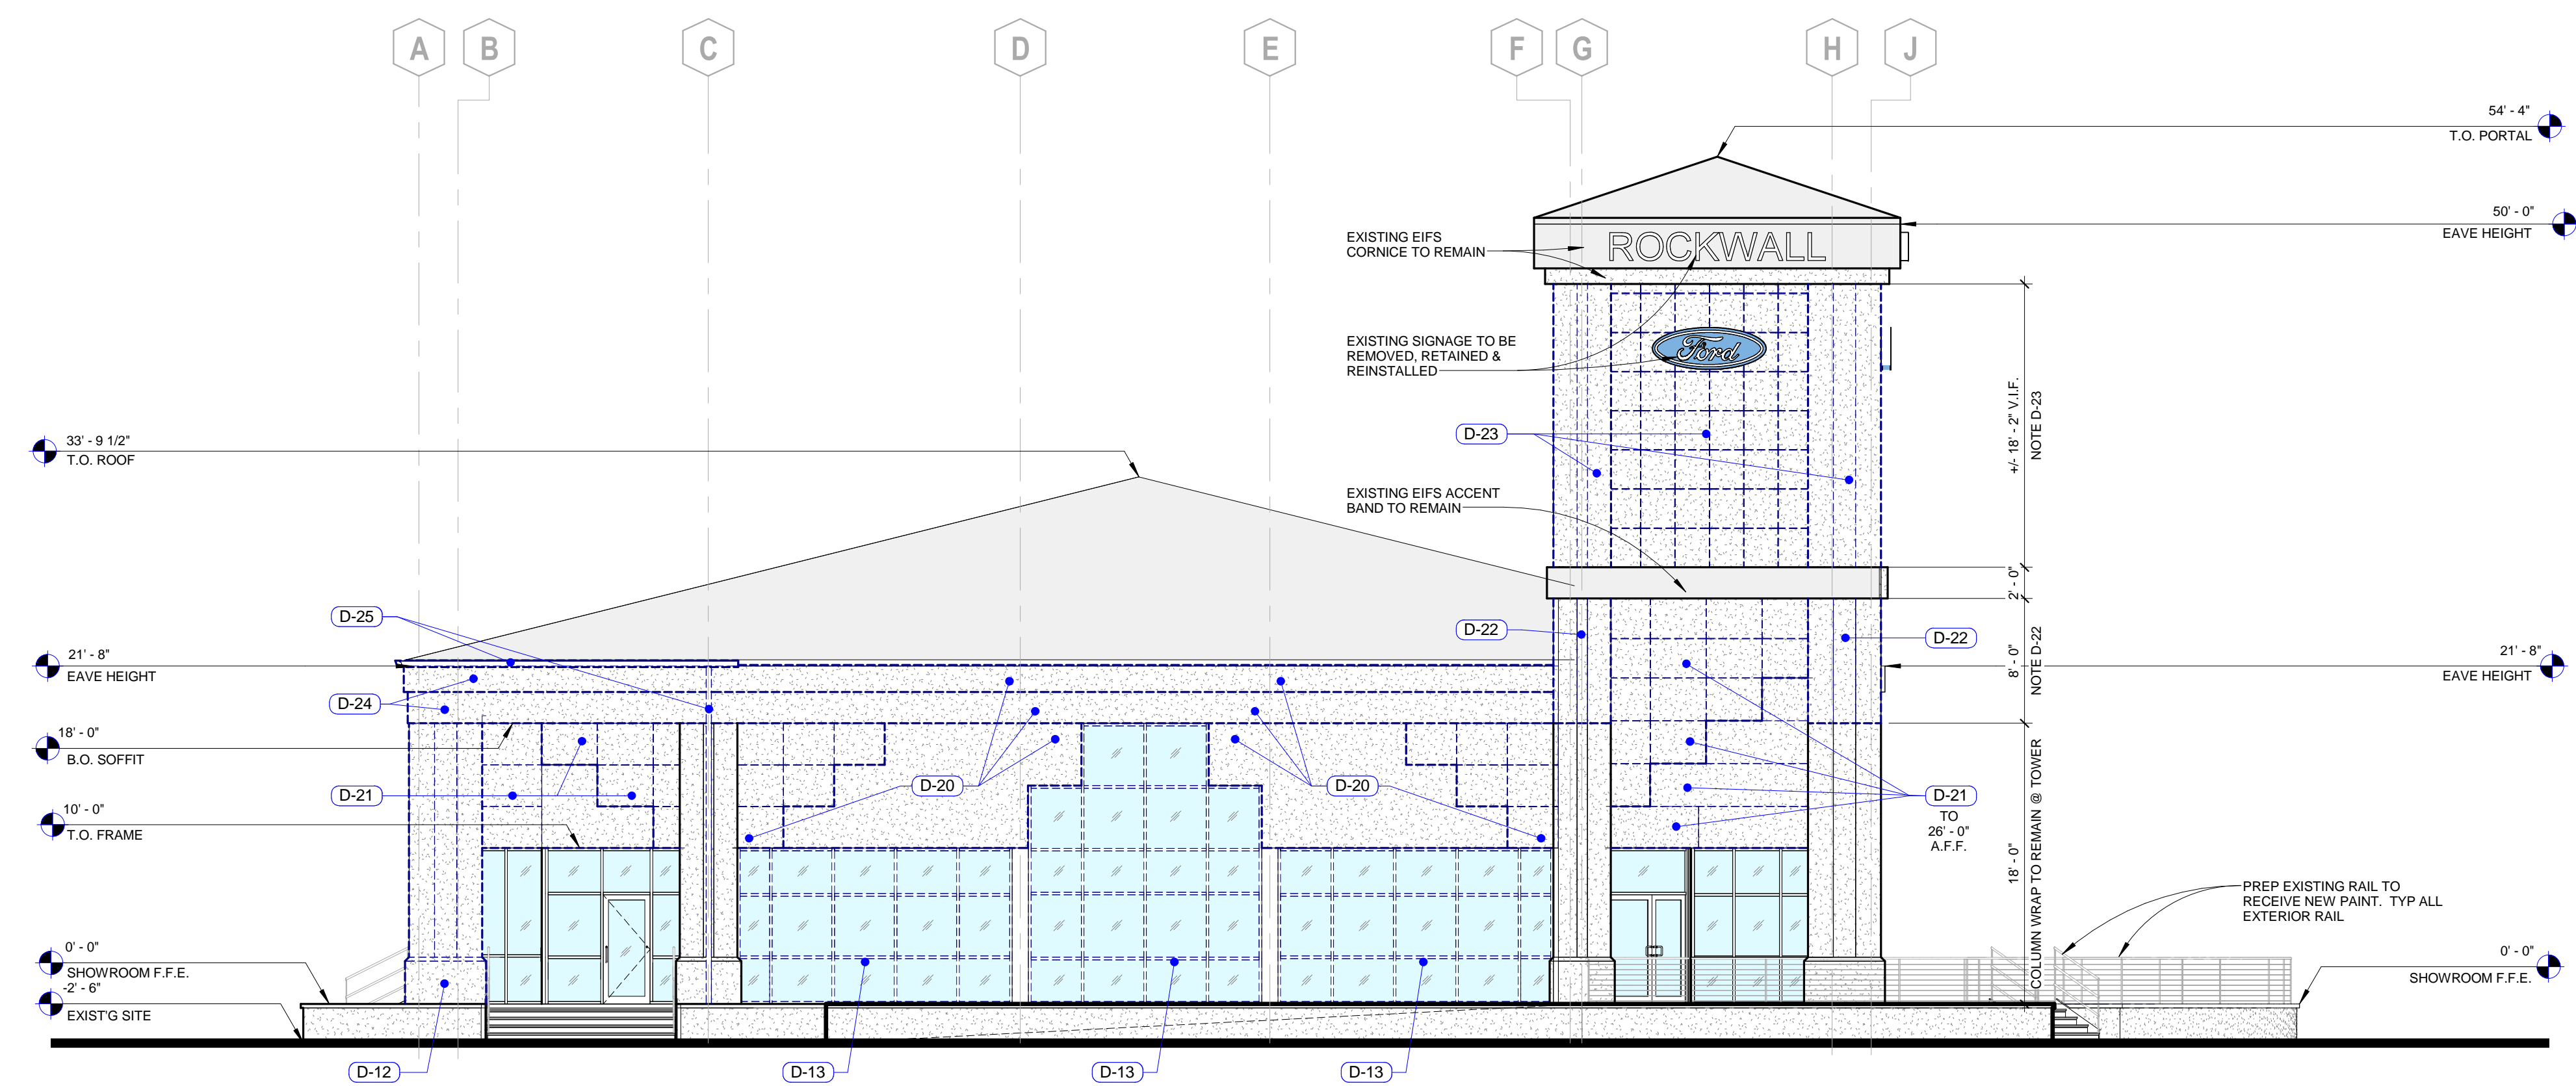 A
B
C
D
E
F
G
H
J
54' - 4"
T.O. PORTAL
50' - 0"
EAVE HEIGHT
EXISTING EIFS
CORNICE TO REMAIN
ROCKWALL
EXISTING SIGNAGE TO BE
REMOVED, RETAINED &
REINSTALLED
Ford
+/- 18' - 2" V.I.F.
NOTE D-23
33' - 9 1/2"
T.O. ROOF
D-23
EXISTING EIFS ACCENT
BAND TO REMAIN
2' - 0"
D-25
D-22
D-22
8' - 0"
NOTE D-22
21' - 8"
EAVE HEIGHT
21' - 8"
EAVE HEIGHT
D-24
18' - 0"
B.O. SOFFIT
D-21
D-20
D-20
D-21
TO
26' - 0"
A.F.F.
10' - 0"
T.O. FRAME
18' - 0"
COLUMN WRAP TO REMAIN @ TOWER
PREP EXISTING RAIL TO
RECEIVE NEW PAINT.  TYP ALL
EXTERIOR RAIL
0' - 0"
SHOWROOM F.F.E.
-2' - 6"
EXIST'G SITE
0' - 0"
SHOWROOM F.F.E.
D-12
D-13
D-13
D-13